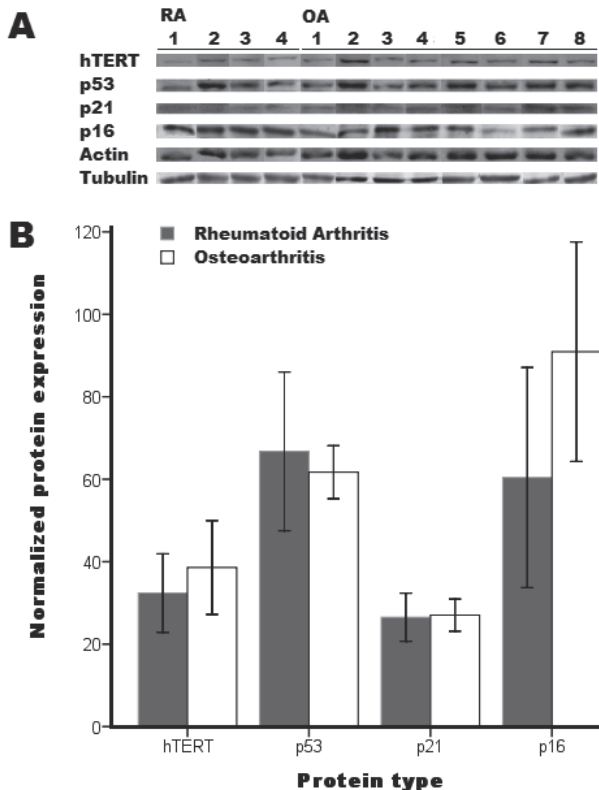 A
RA OA
1 2 3 4 1 2 3 4 5 6 7 8
hTERT
p53
p21
p16
Actin
Tubulin
B
Rheumatoid Arthritis
Osteoarthritis
Normalized protein expression
120
100
80
60
40
20
0
hTERT p53 p21 p16
Protein type